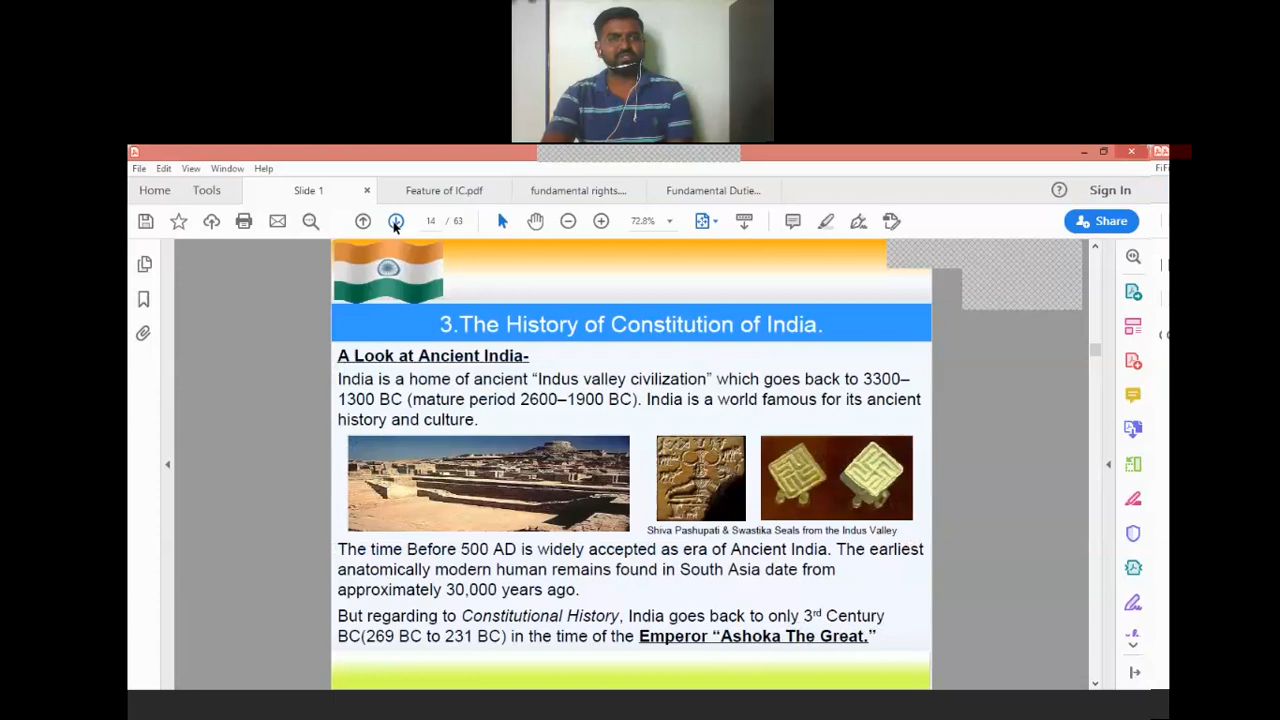 File Edit View Window Help
FiFi
Home Tools Slide 1 × Feature of IC.pdf fundamental rights.... Fundamental Dutie... ? Sign In
14 / 63 72.8% Share
3.The History of Constitution of India.
A Look at Ancient India-
India is a home of ancient “Indus valley civilization” which goes back to 3300–
1300 BC (mature period 2600–1900 BC). India is a world famous for its ancient
history and culture.
Shiva Pashupati & Swastika Seals from the Indus Valley
The time Before 500 AD is widely accepted as era of Ancient India. The earliest
anatomically modern human remains found in South Asia date from
approximately 30,000 years ago.
But regarding to Constitutional History, India goes back to only 3rd Century
BC(269 BC to 231 BC) in the time of the Emperor “Ashoka The Great.”